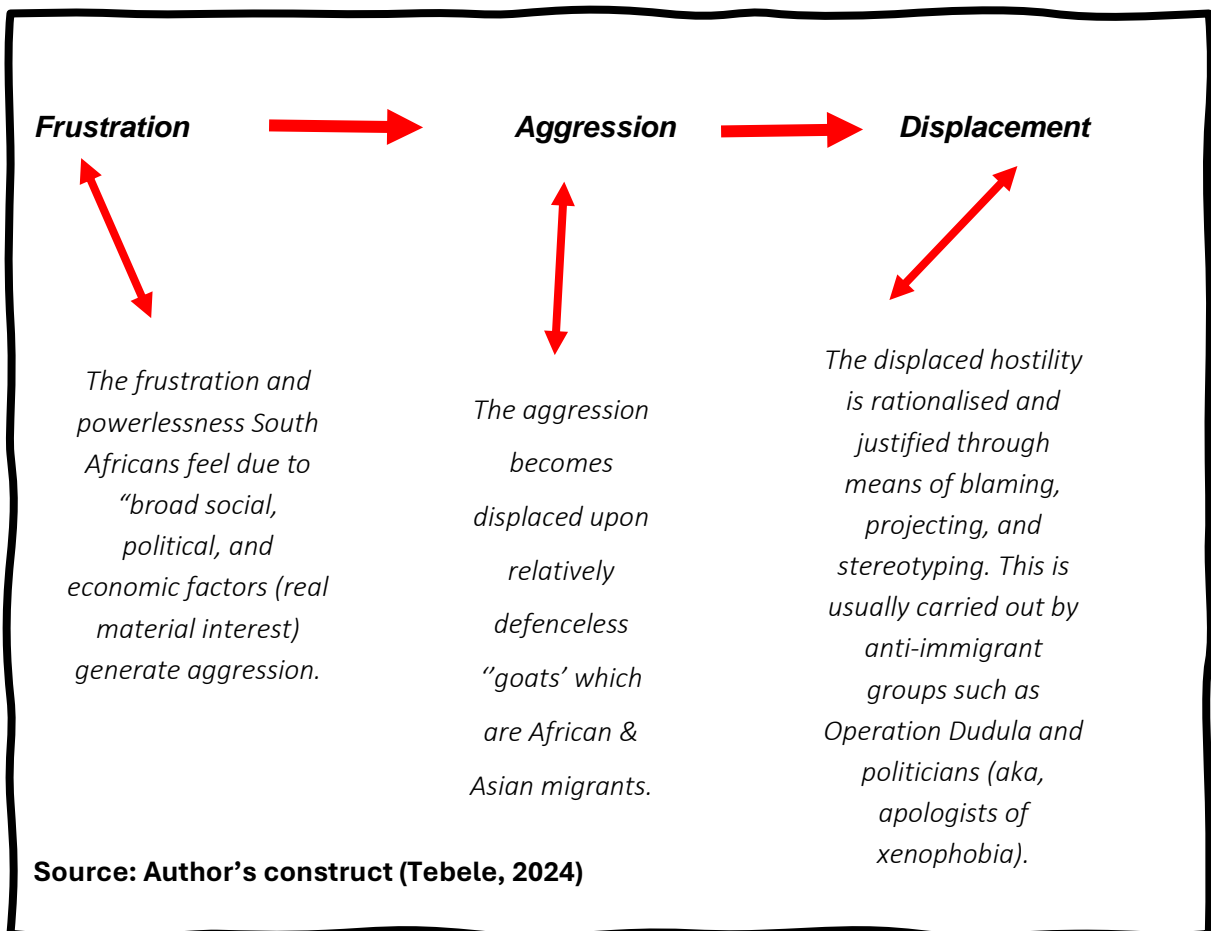 Frustration
Aggression
Displacement
The frustration and
powerlessness South
Africans feel due to
“broad social,
political, and
economic factors (real
material interest)
generate aggression.
The aggression
becomes
displaced upon
relatively
defenceless
‘’goats’ which
are African &
Asian migrants.
The displaced hostility
is rationalised and
justified through
means of blaming,
projecting, and
stereotyping. This is
usually carried out by
anti-immigrant
groups such as
Operation Dudula and
politicians (aka,
apologists of
xenophobia).
Source: Author’s construct (Tebele, 2024)